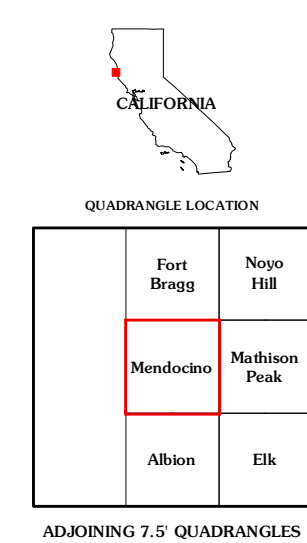 CALIFORNIA
QUADRANGLE LOCATION
Fort
Bragg
Noyo
Hill
Mendocino
Mathison
Peak
Albion
Elk
ADJOINING 7.5' QUADRANGLES